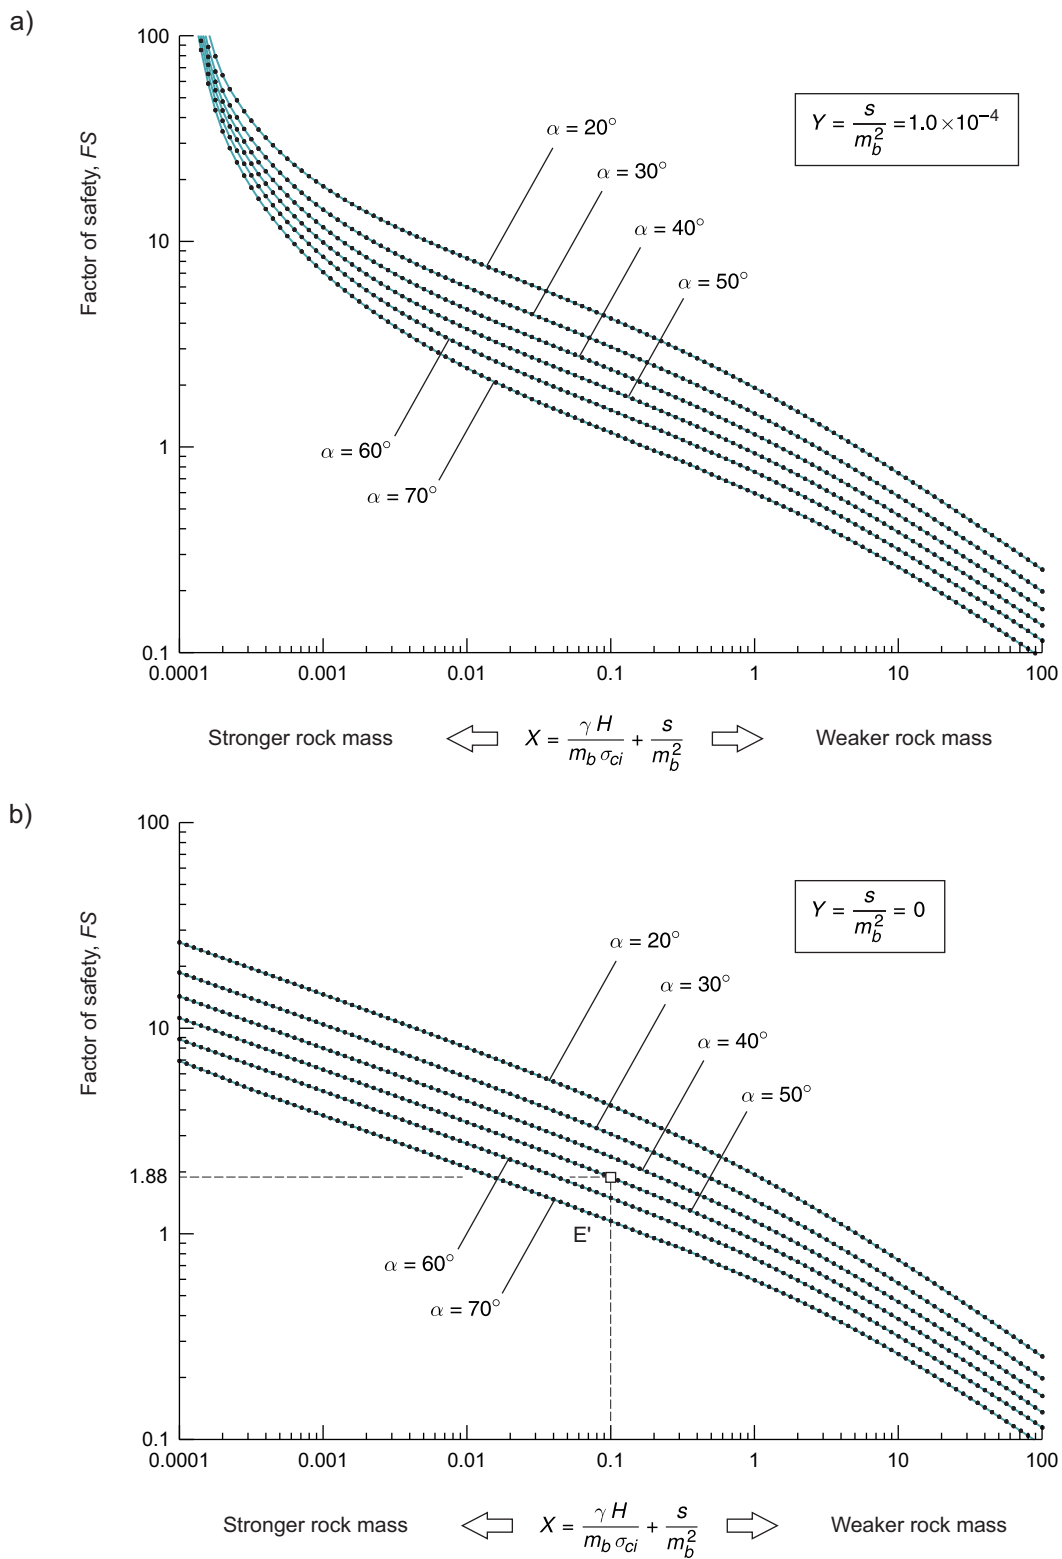 a)
100
10
1
0.1
Factor of safety, FS
α = 20°
α = 30°
α = 40°
α = 50°
α = 60°
α = 70°
Y = s / m_b^2 = 1.0 × 10^-4
0.0001 0.001 0.01 0.1 1 10 100
Stronger rock mass X = γ H / m_b σ_ci + s / m_b^2 Weaker rock mass
b)
100
10
1.88
1
0.1
Factor of safety, FS
α = 20°
α = 30°
α = 40°
α = 50°
E'
α = 60°
α = 70°
Y = s / m_b^2 = 0
0.0001 0.001 0.01 0.1 1 10 100
Stronger rock mass X = γ H / m_b σ_ci + s / m_b^2 Weaker rock mass